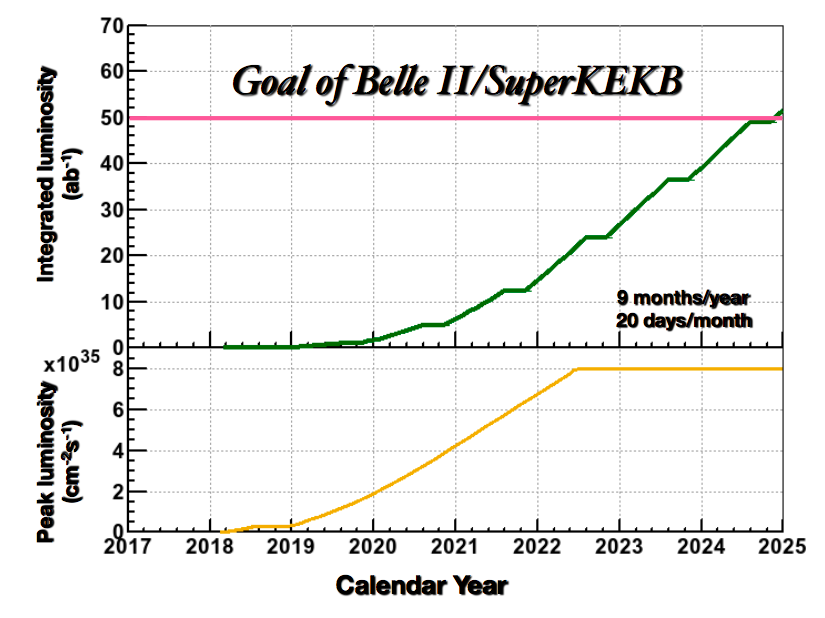 Goal of Belle II/SuperKEKB
Integrated luminosity
(ab⁻¹)
70
60
50
40
30
20
10
0
9 months/year
20 days/month
x10³⁵
Peak luminosity
(cm⁻²s⁻¹)
8
6
4
2
0
2017 2018 2019 2020 2021 2022 2023 2024 2025
Calendar Year